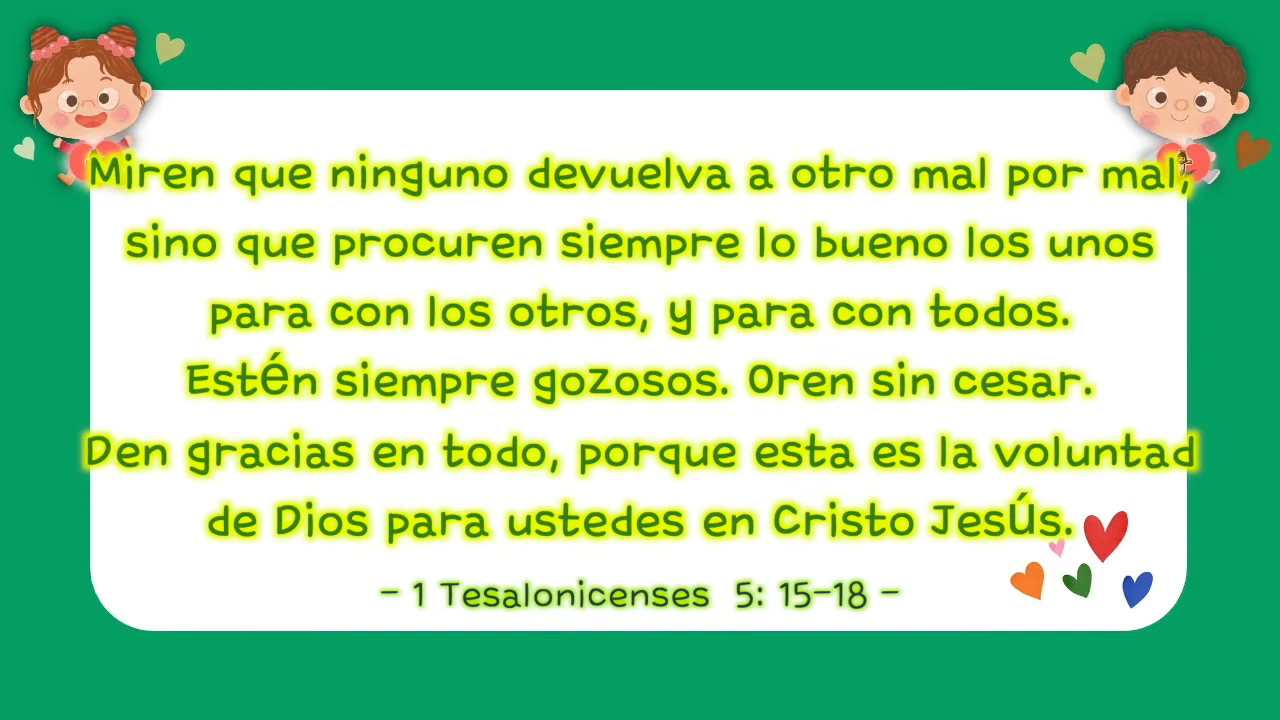 Miren que ninguno devuelva a otro mal por mal,
sino que procuren siempre lo bueno los unos
para con los otros, y para con todos.
Estén siempre gozosos. Oren sin cesar.
Den gracias en todo, porque esta es la voluntad
de Dios para ustedes en Cristo JesÚs.
- 1 Tesalonicenses 5: 15-18 -